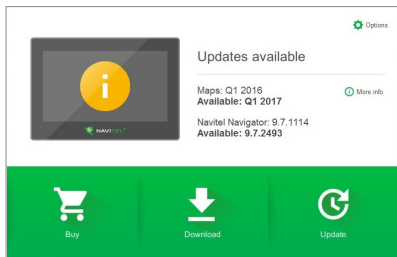 Options
Updates available
Maps: Q1 2016
Available: Q1 2017
More info
Navitel Navigator: 9.7.1114
Available: 9.7.2493
NAVITEL
Buy
Download
Update